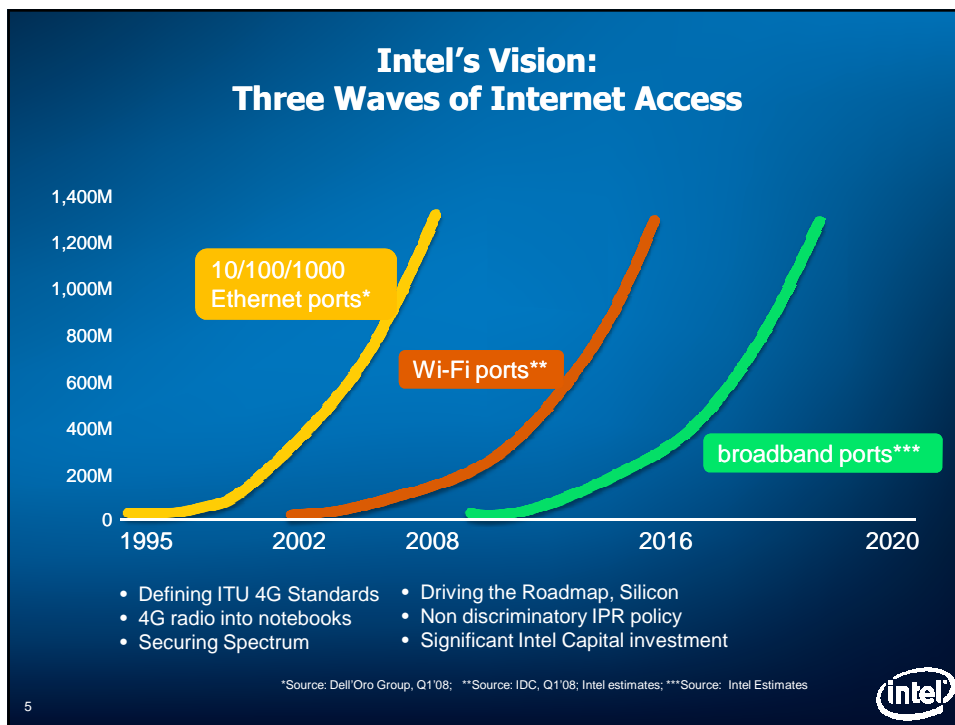 Intel’s Vision:
Three Waves of Internet Access
1,400M
1,200M
1,000M
800M
600M
400M
200M
0
10/100/1000
Ethernet ports*
Wi-Fi ports**
broadband ports***
1995 2002 2008 2016 2020
• Defining ITU 4G Standards
• 4G radio into notebooks
• Securing Spectrum
• Driving the Roadmap, Silicon
• Non discriminatory IPR policy
• Significant Intel Capital investment
*Source: Dell’Oro Group, Q1’08; **Source: IDC, Q1’08; Intel estimates; ***Source: Intel Estimates
5
intel